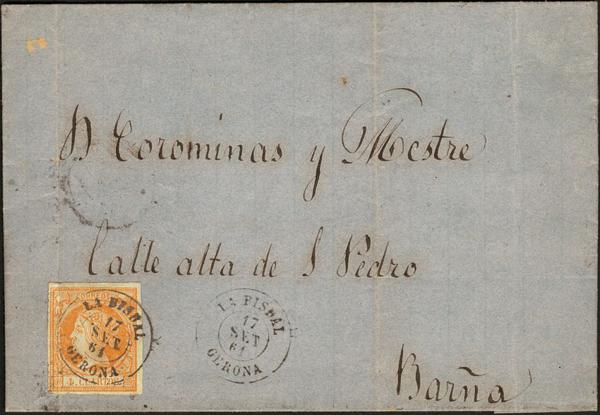 D Corominas y Mestre
Calle alta de S Pedro
Barña
CORREOS
LA BISBAL
17
SET
61
GERONA
LA BISBAL
17
SET
61
GERONA